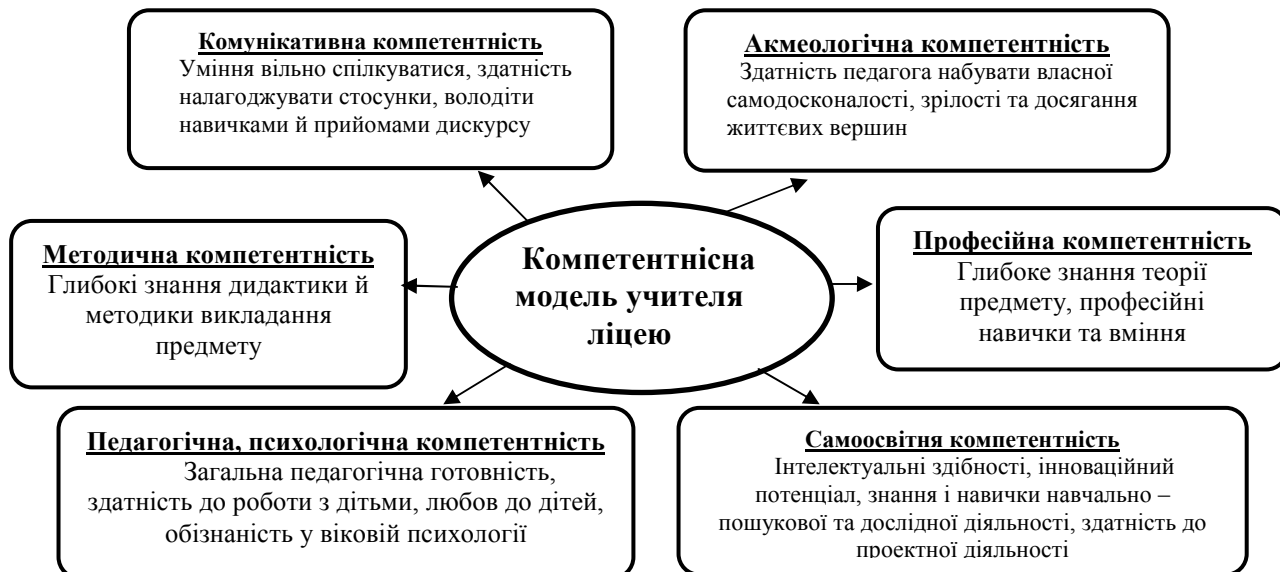 Комунікативна компетентність
Уміння вільно спілкуватися, здатність
налагоджувати стосунки, володіти
навичками й прийомами дискурсу
Акмеологічна компетентність
Здатність педагога набувати власної
самодосконалості, зрілості та досягання
життєвих вершин
Методична компетентність
Глибокі знання дидактики й
методики викладання
предмету
Компетентнісна
модель учителя
ліцею
Професійна компетентність
Глибоке знання теорії
предмету, професійні
навички та вміння
Педагогічна, психологічна компетентність
Загальна педагогічна готовність,
здатність до роботи з дітьми, любов до дітей,
обізнаність у віковій психології
Самоосвітня компетентність
Інтелектуальні здібності, інноваційний
потенціал, знання і навички навчально –
пошукової та дослідної діяльності, здатність до
проектної діяльності